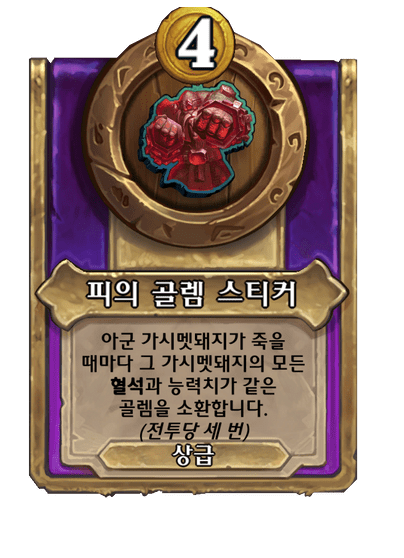 4
피의 골렘 스티커
아군 가시멧돼지가 죽을
때마다 그 가시멧돼지의 모든
혈석과 능력치가 같은
골렘을 소환합니다.
(전투당 세 번)
상급